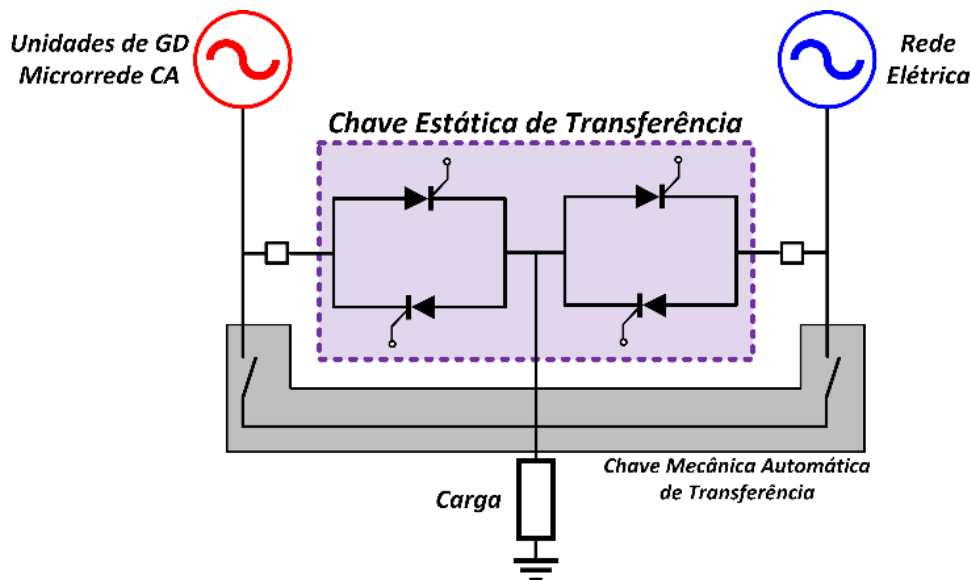 Unidades de GD
Microrrede CA
Rede
Elétrica
Chave Estática de Transferência
Chave Mecânica Automática
de Transferência
Carga